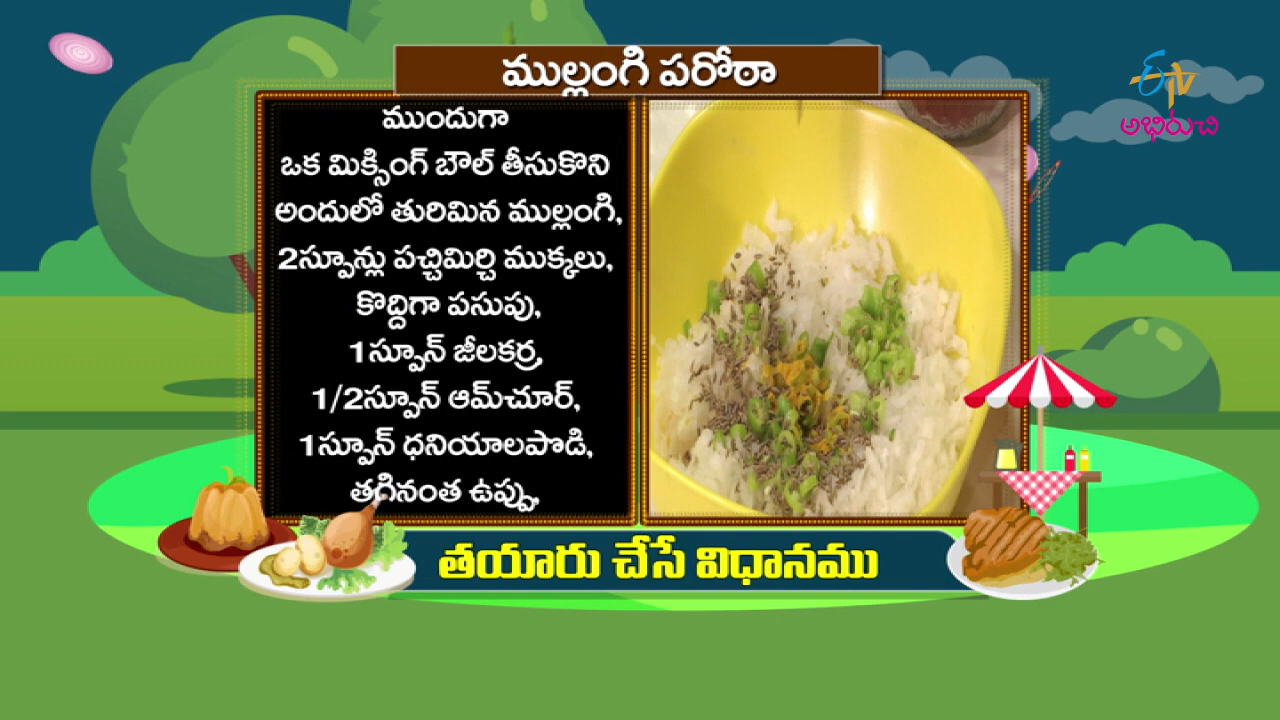 ముల్లంగి పరోఠా
ముందుగా
ఒక మిక్సింగ్ బౌల్ తీసుకొని
అందులో తురిమిన ముల్లంగి,
2స్పూన్లు పచ్చిమిర్చి ముక్కలు,
కొద్దిగా పసుపు,
1స్పూన్ జీలకర్ర,
1/2స్పూన్ ఆమ్‌చూర్,
1స్పూన్ ధనియాలపొడి,
తగినంత ఉప్పు,
తయారు చేసే విధానము
ఈtv
అభిరుచి